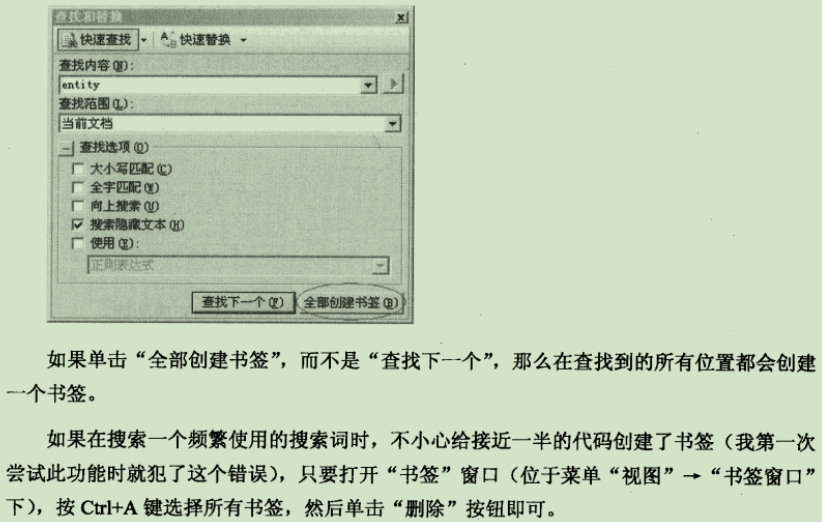 查找和替换
快速查找 快速替换
查找内容(N):
entity
查找范围(L):
当前文档
查找选项(O)
大小写匹配(C)
全字匹配(W)
向上搜索(U)
搜索隐藏文本(H)
使用(E):
正则表达式
查找下一个(F) 全部创建书签(B)
如果单击“全部创建书签”，而不是“查找下一个”，那么在查找到的所有位置都会创建
一个书签。
如果在搜索一个频繁使用的搜索词时，不小心给接近一半的代码创建了书签（我第一次
尝试此功能时就犯了这个错误），只要打开“书签”窗口（位于菜单“视图”→“书签窗口”
下），按 Ctrl+A 键选择所有书签，然后单击“删除”按钮即可。